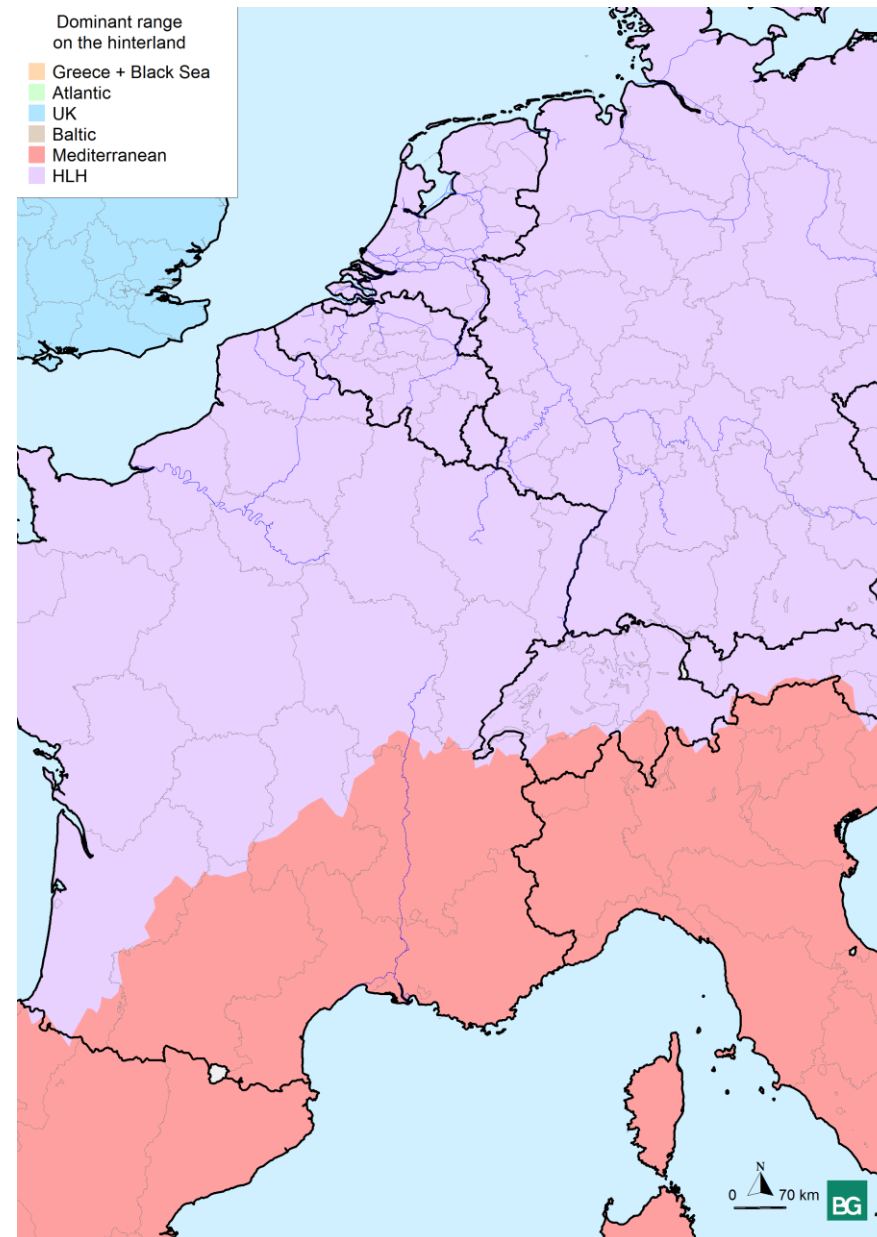 Dominant range
on the hinterland
Greece + Black Sea
Atlantic
UK
Baltic
Mediterranean
HLH
N
0 70 km
BG